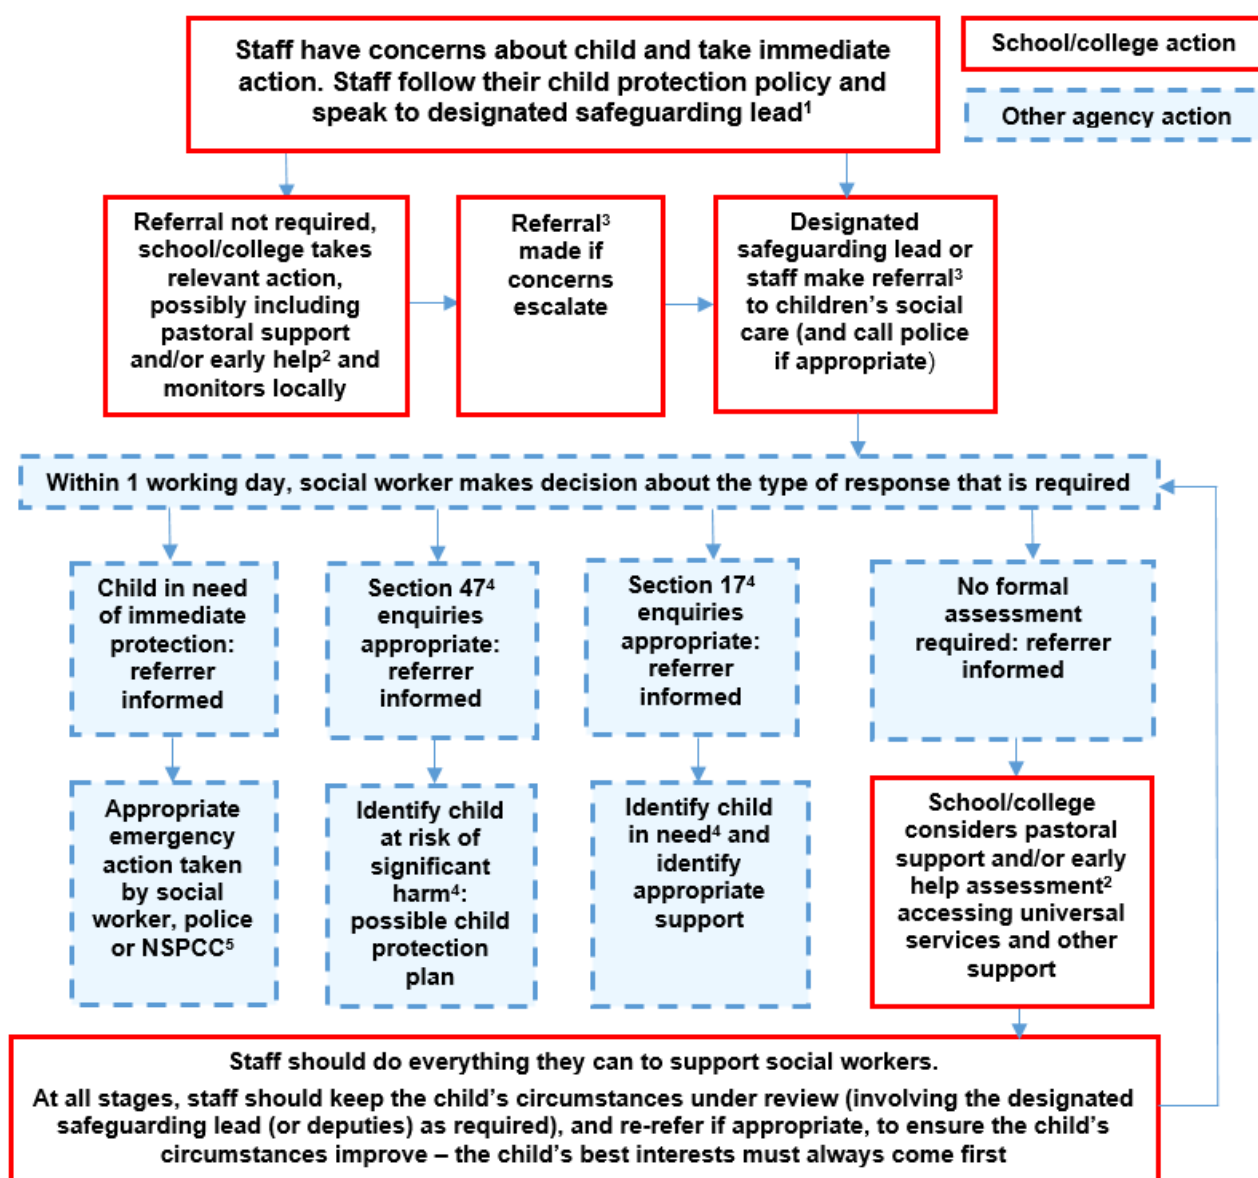 Staff have concerns about child and take immediate
action. Staff follow their child protection policy and
speak to designated safeguarding lead¹
School/college action
Other agency action
Referral not required,
school/college takes
relevant action,
possibly including
pastoral support
and/or early help² and
monitors locally
Referral³
made if
concerns
escalate
Designated
safeguarding lead or
staff make referral³
to children’s social
care (and call police
if appropriate)
Within 1 working day, social worker makes decision about the type of response that is required
Child in need
of immediate
protection:
referrer
informed
Section 47⁴
enquiries
appropriate:
referrer
informed
Section 17⁴
enquiries
appropriate:
referrer
informed
No formal
assessment
required: referrer
informed
Appropriate
emergency
action taken
by social
worker, police
or NSPCC⁵
Identify child
at risk of
significant
harm⁴:
possible child
protection
plan
Identify child
in need⁴ and
identify
appropriate
support
School/college
considers pastoral
support and/or early
help assessment²
accessing universal
services and other
support
Staff should do everything they can to support social workers.
At all stages, staff should keep the child’s circumstances under review (involving the designated
safeguarding lead (or deputies) as required), and re-refer if appropriate, to ensure the child’s
circumstances improve – the child’s best interests must always come first